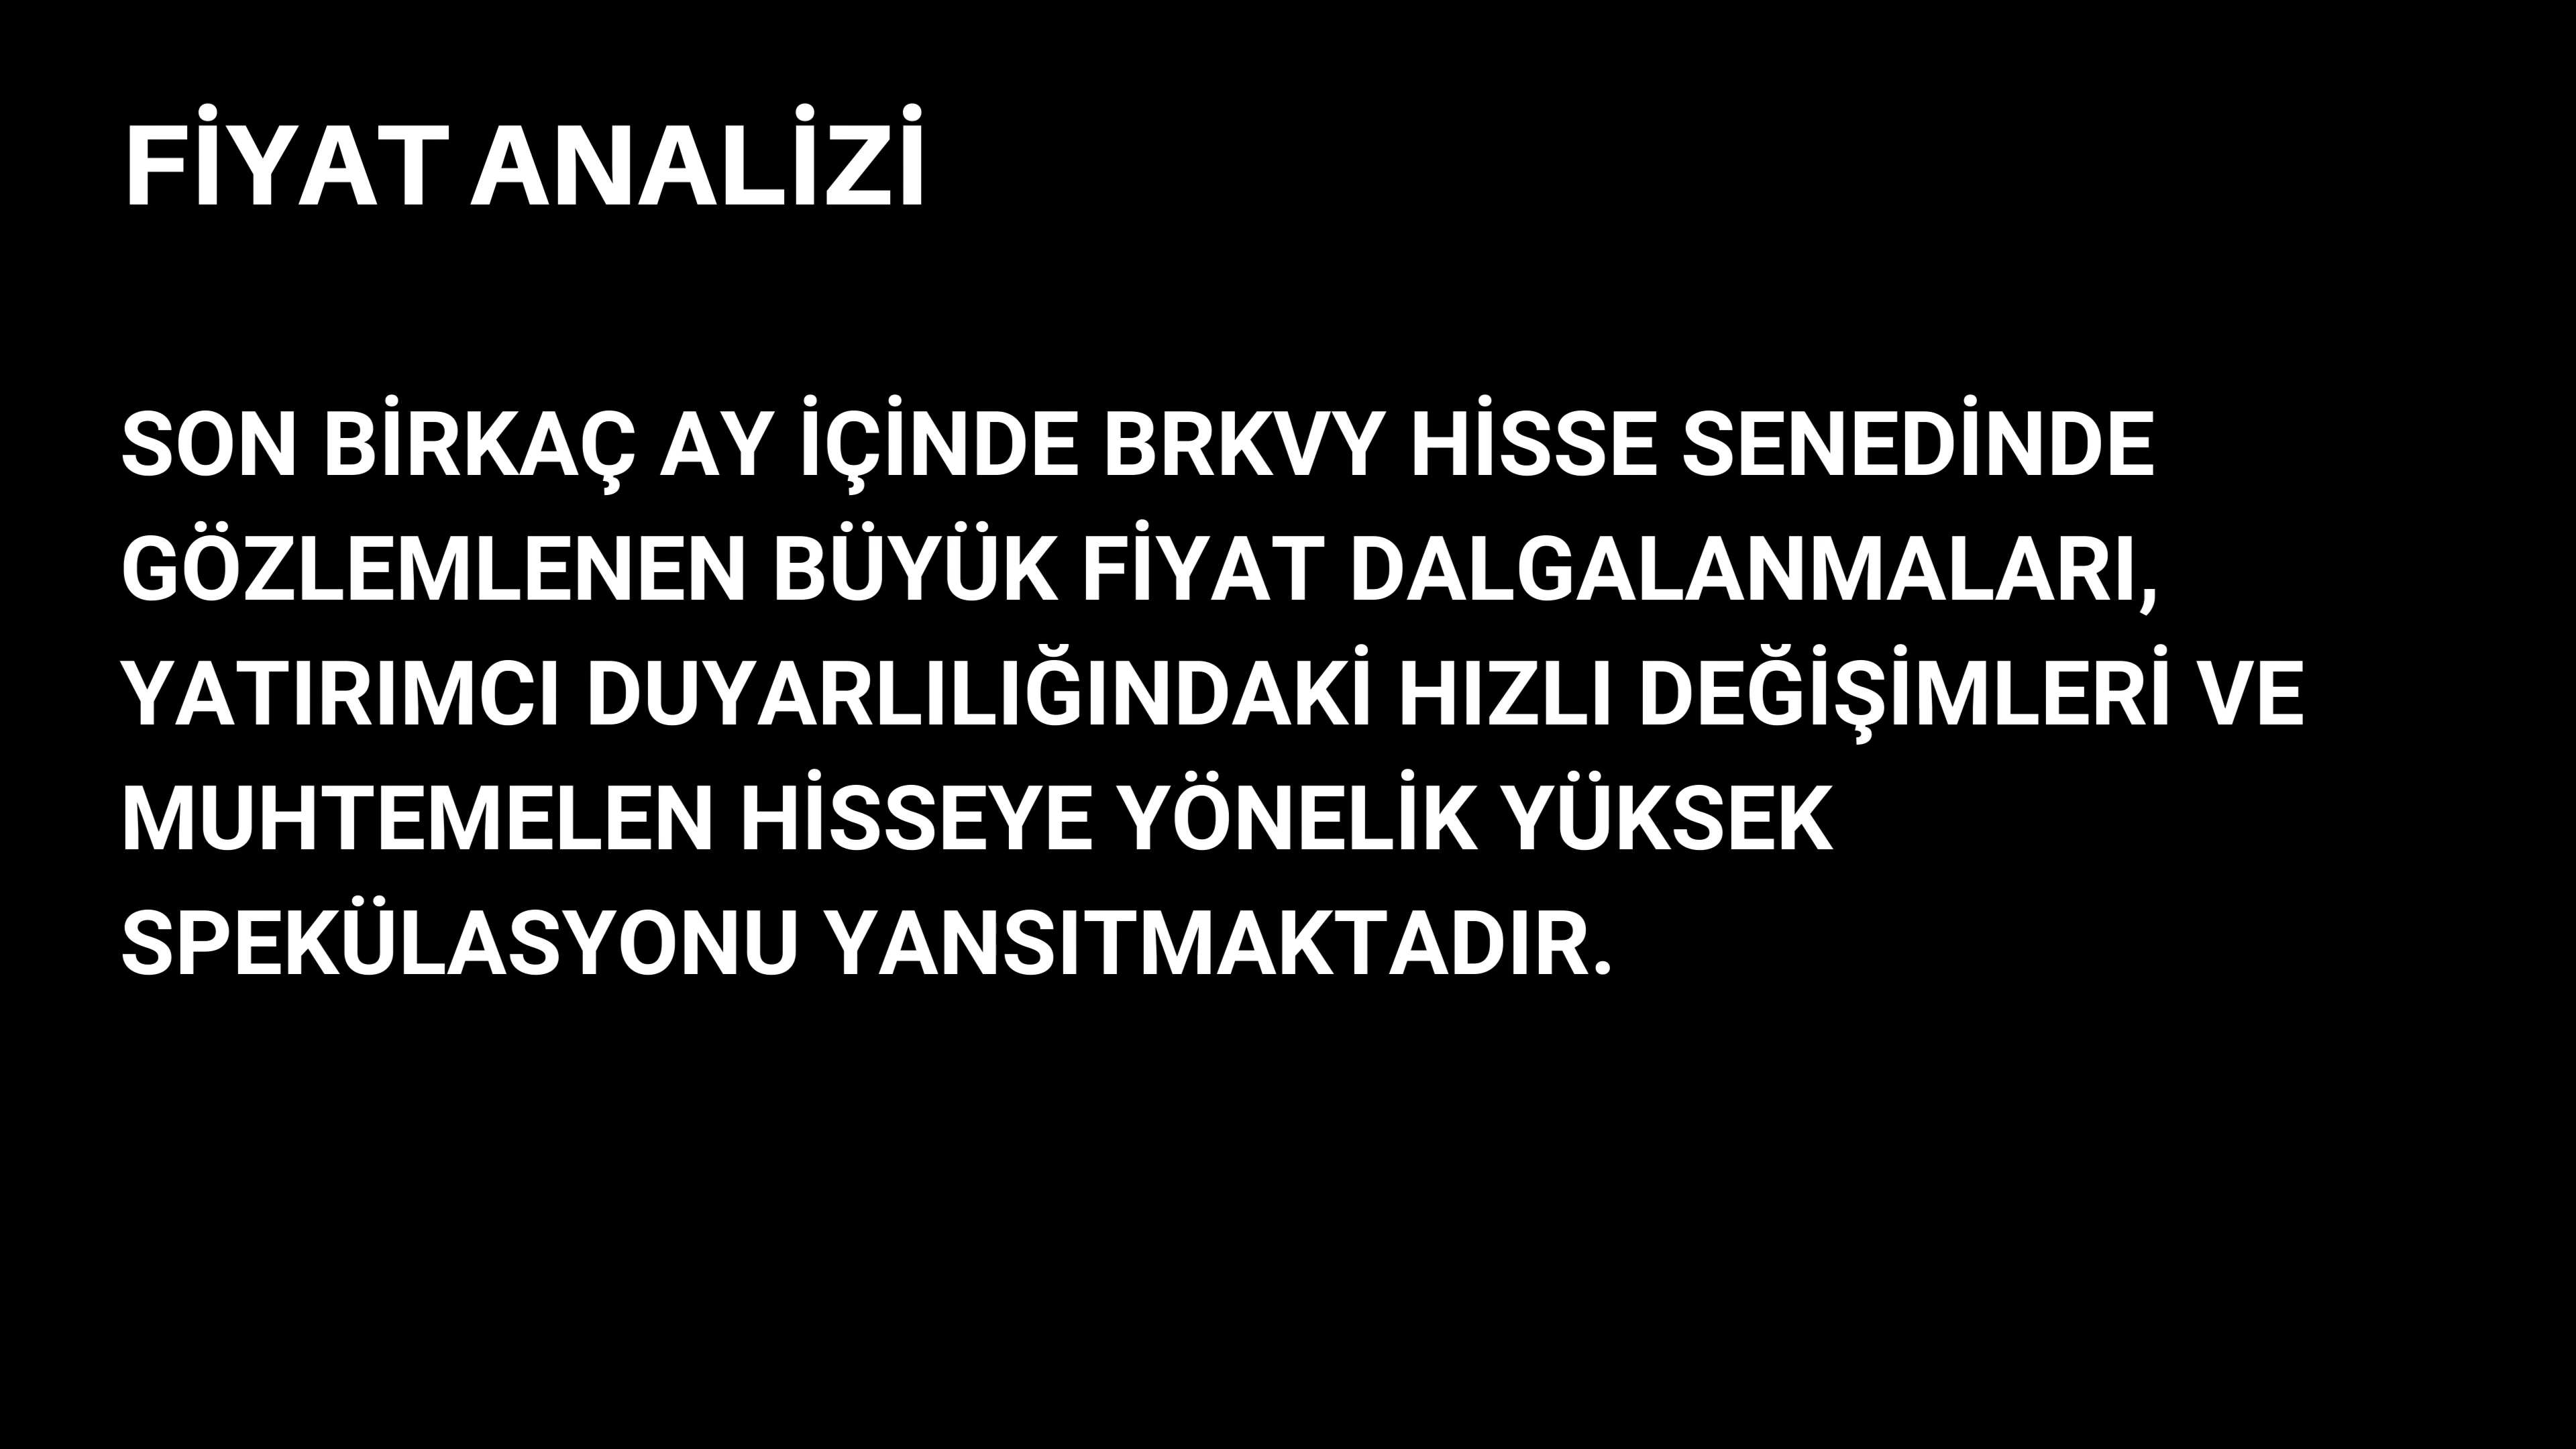 FİYAT ANALİZİ
SON BİRKAÇ AY İÇİNDE BRKVY HİSSE SENEDİNDE
GÖZLEMLENEN BÜYÜK FİYAT DALGALANMALARI,
YATIRIMCI DUYARLILIĞINDAKİ HIZLI DEĞİŞİMLERİ VE
MUHTEMELEN HİSSEYE YÖNELİK YÜKSEK
SPEKÜLASYONU YANSITMAKTADIR.